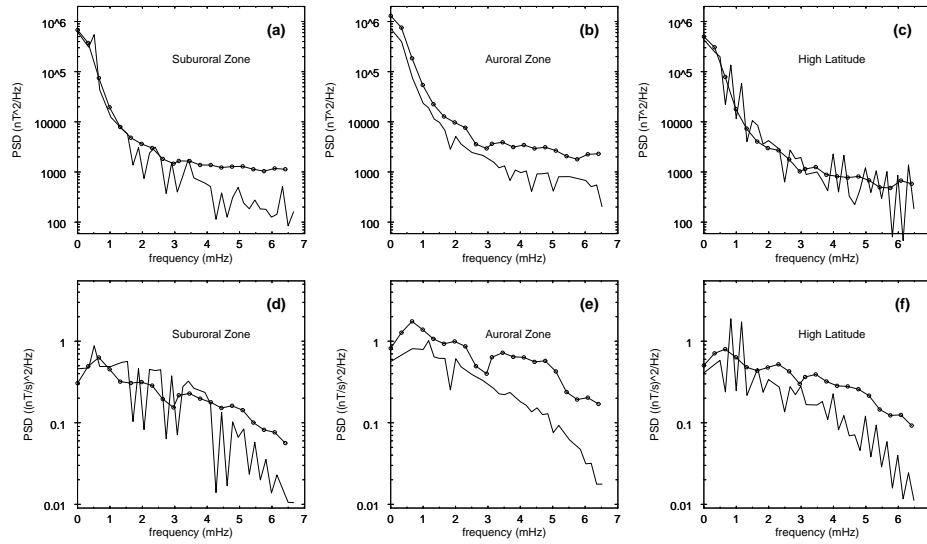 (a)
Suburoral Zone
PSD (nT^2/Hz)
10^6
10^5
10000
1000
100
0 1 2 3 4 5 6 7
frequency (mHz)
(b)
Auroral Zone
PSD (nT^2/Hz)
10^6
10^5
10000
1000
100
0 1 2 3 4 5 6 7
frequency (mHz)
(c)
High Latitude
PSD (nT^2/Hz)
10^6
10^5
10000
1000
100
0 1 2 3 4 5 6
frequency (mHz)
(d)
Suburoral Zone
PSD ((nT/s)^2/Hz)
1
0.1
0.01
0 1 2 3 4 5 6 7
frequency (mHz)
(e)
Auroral Zone
PSD ((nT/s)^2/Hz)
1
0.1
0.01
0 1 2 3 4 5 6 7
frequency (mHz)
(f)
High Latitude
PSD ((nT/s)^2/Hz)
1
0.1
0.01
0 1 2 3 4 5 6
frequency (mHz)